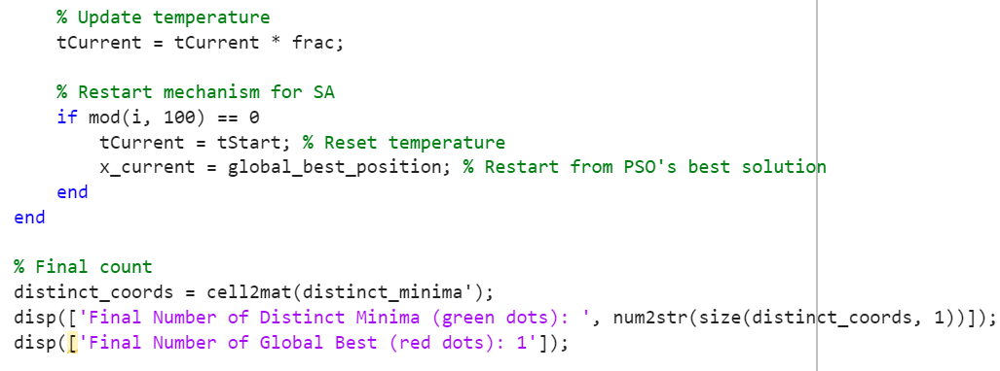 % Update temperature
tCurrent = tCurrent * frac;
% Restart mechanism for SA
if mod(i, 100) == 0
tCurrent = tStart; % Reset temperature
x_current = global_best_position; % Restart from PSO's best solution
end
end
% Final count
distinct_coords = cell2mat(distinct_minima');
disp(['Final Number of Distinct Minima (green dots): ', num2str(size(distinct_coords, 1))]);
disp(['Final Number of Global Best (red dots): 1']);